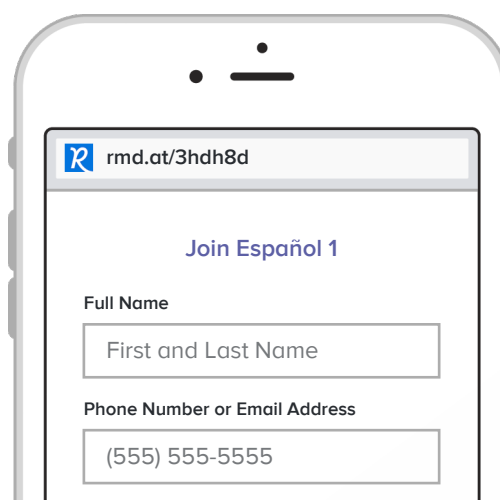 rmd.at/3hdh8d
Join Español 1
Full Name
First and Last Name
Phone Number or Email Address
(555) 555-5555